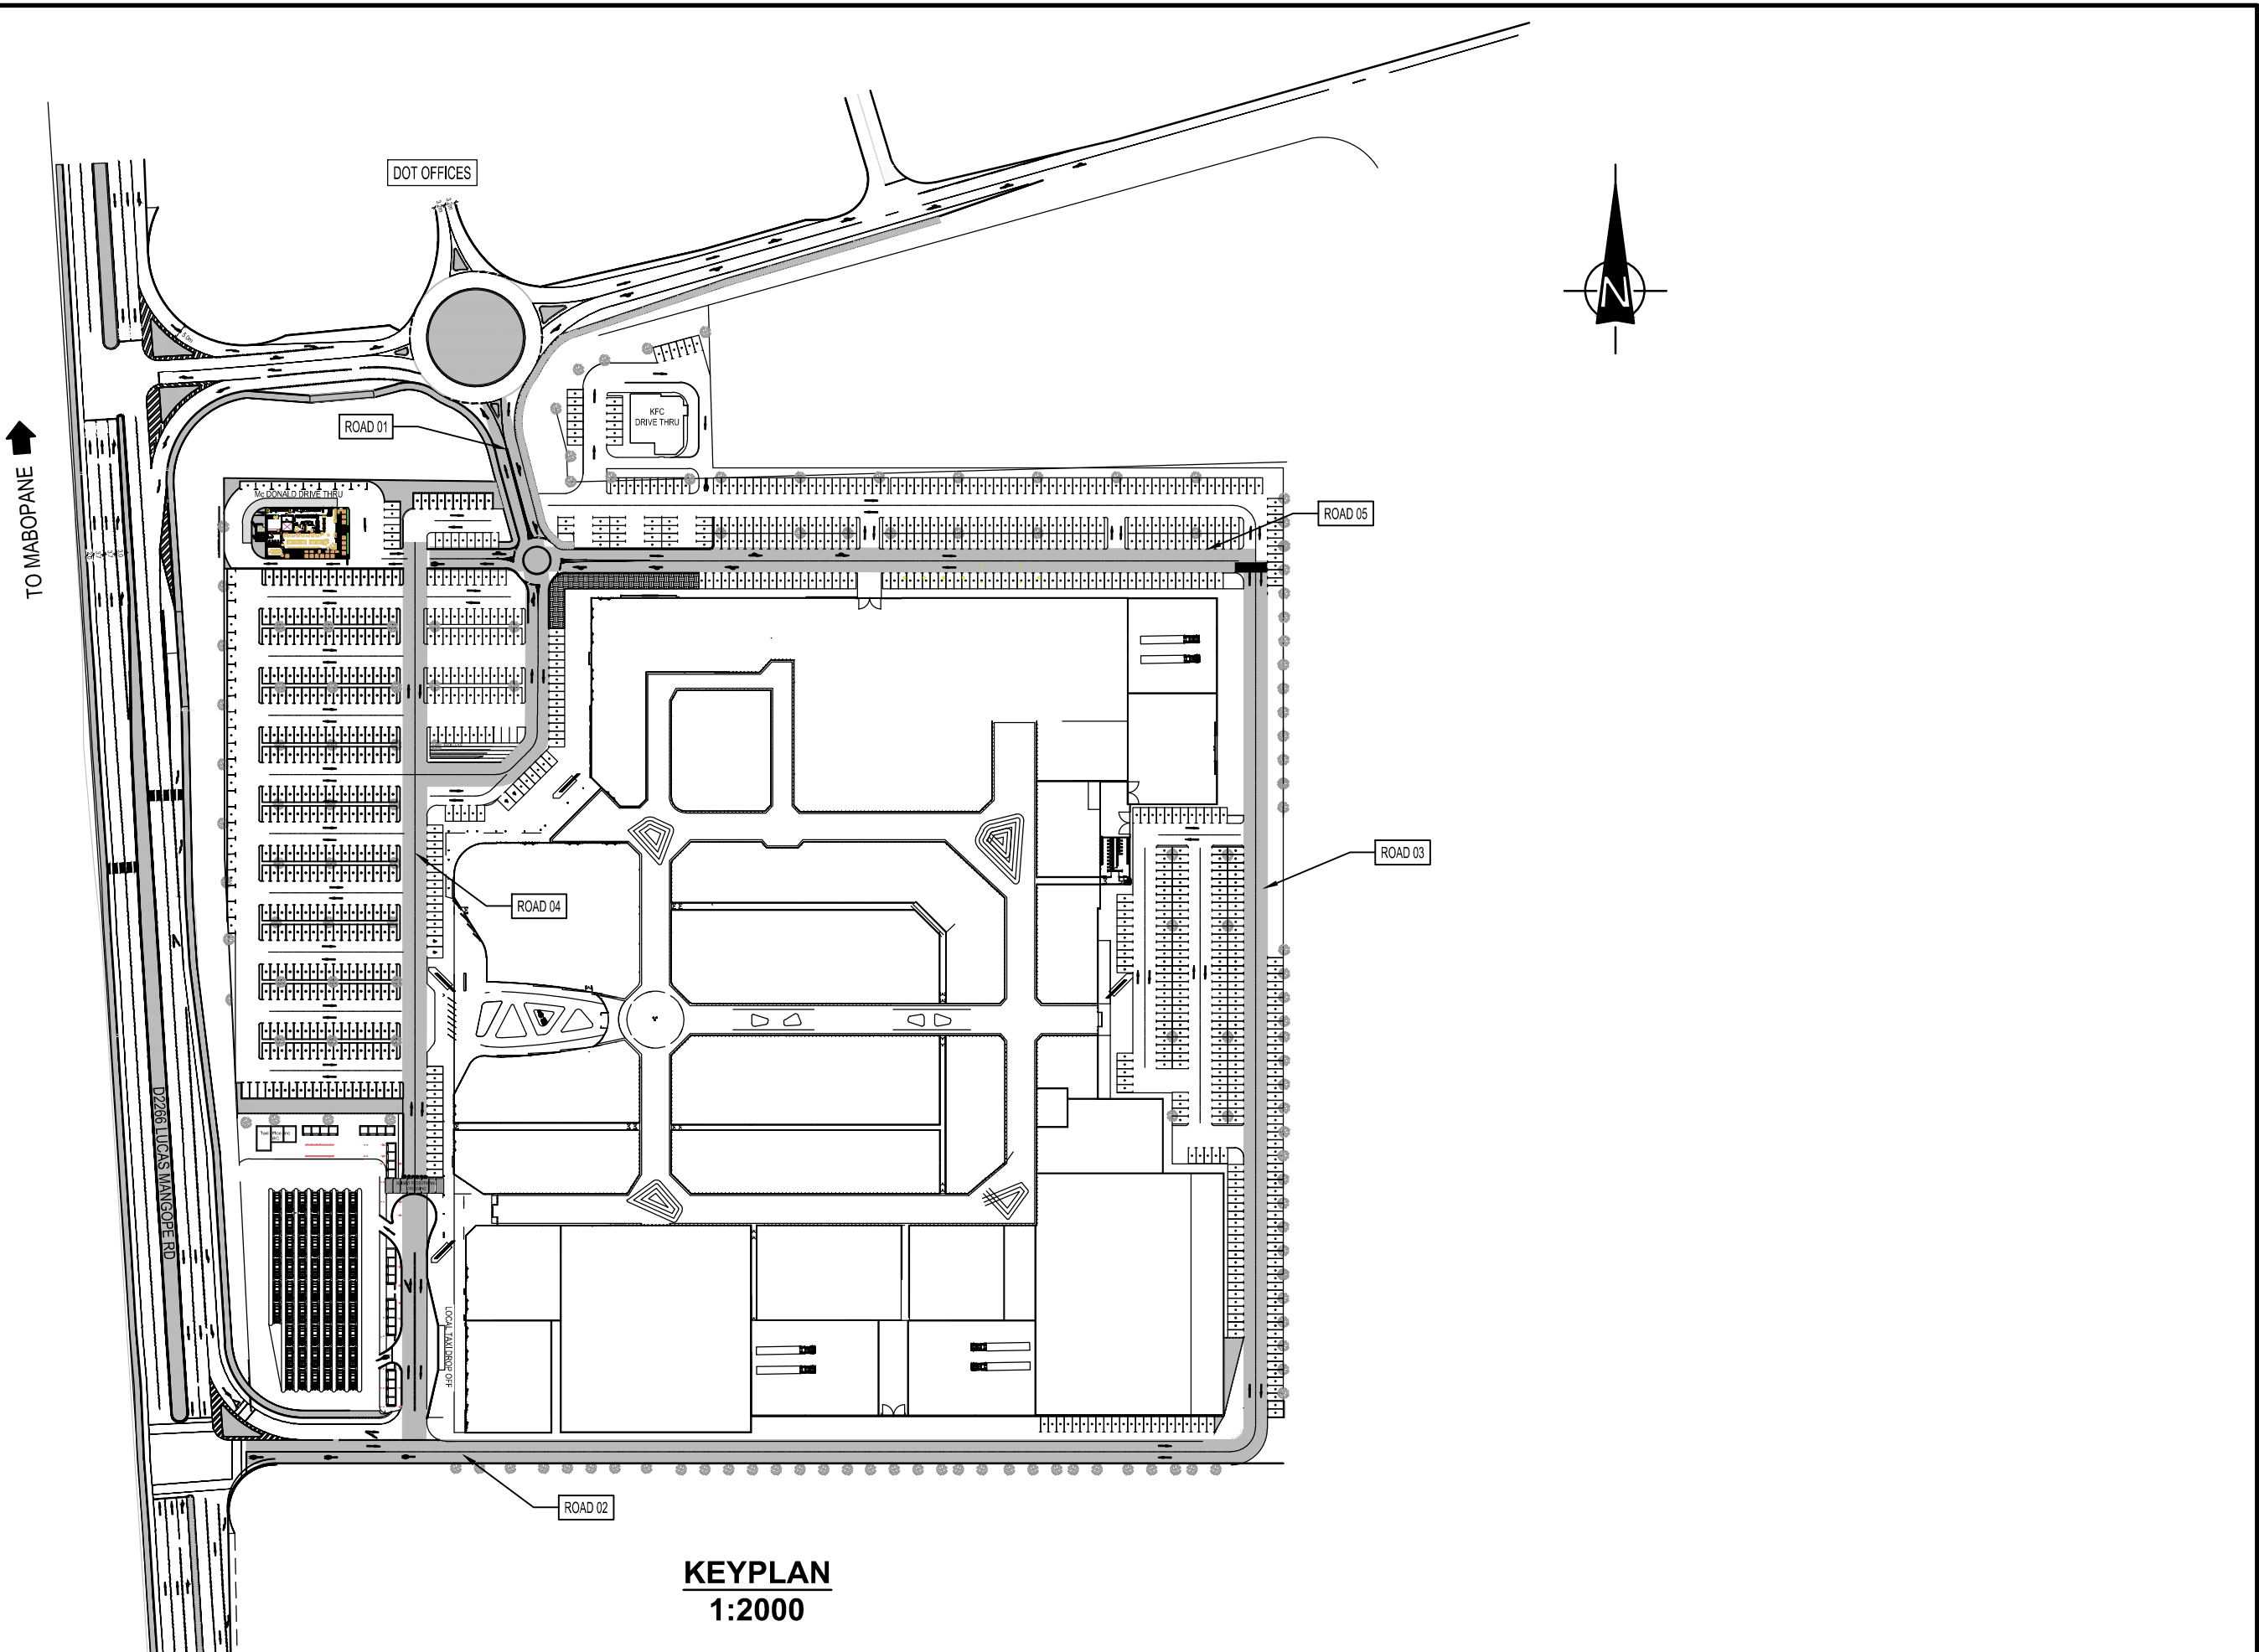 DOT OFFICES
N
ROAD 01
KFC
DRIVE THRU
TO MABOPANE
Mc DONALD DRIVE THRU
ROAD 05
ROAD 03
ROAD 04
D2266 LUCAS MANGOPE RD
LOCAL TAXI DROP OFF
ROAD 02
KEYPLAN
1:2000